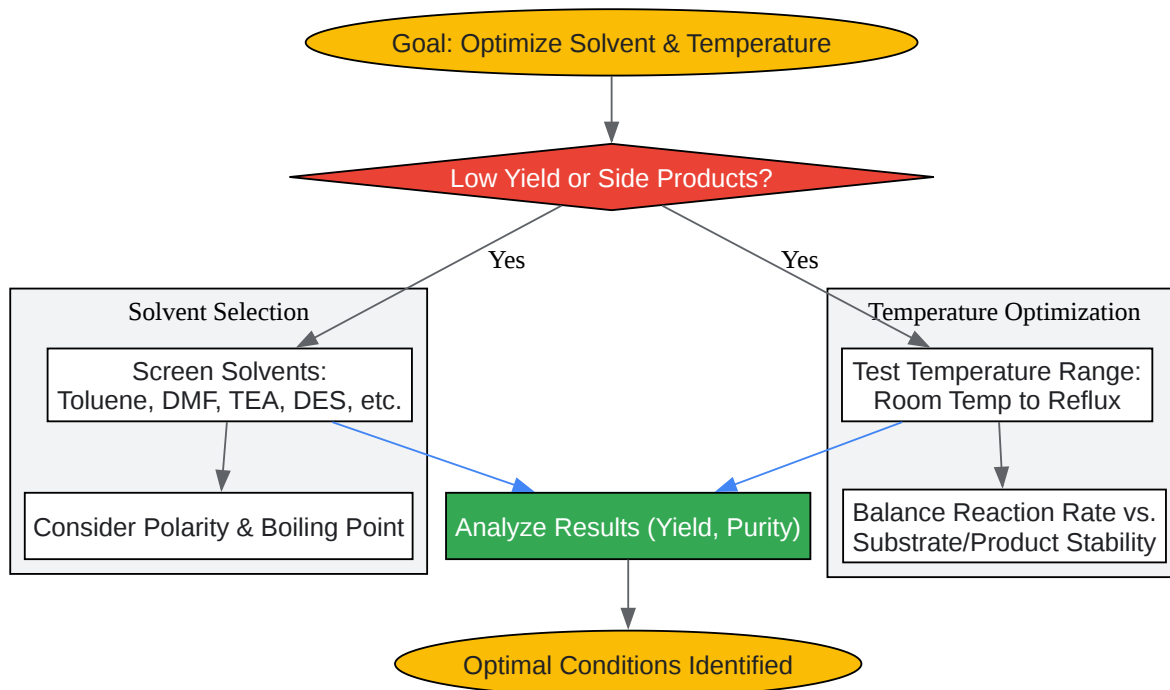 Goal: Optimize Solvent & Temperature
Low Yield or Side Products?
Yes
Yes
Solvent Selection
Temperature Optimization
Screen Solvents:
Toluene, DMF, TEA, DES, etc.
Test Temperature Range:
Room Temp to Reflux
Consider Polarity & Boiling Point
Analyze Results (Yield, Purity)
Balance Reaction Rate vs.
Substrate/Product Stability
Optimal Conditions Identified